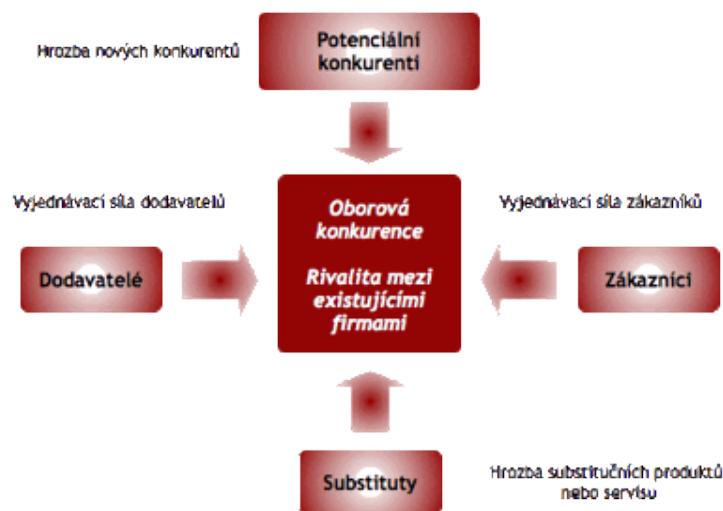 Hrozba nových konkurentů
Potenciální
konkurenti
Vyjednávací síla dodavatelů
Vyjednávací síla zákazníků
Oborová
konkurence
Rivalita mezi
existujícími
firmami
Dodavatelé
Zákazníci
Substituty
Hrozba substitučních produktů
nebo servisu